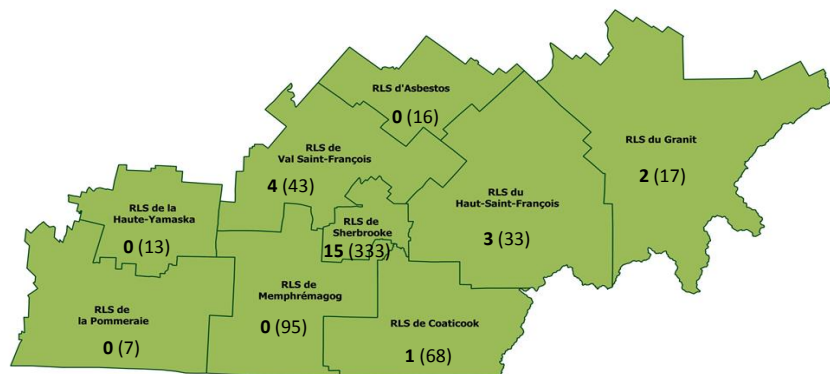 RLS d'Asbestos
0 (16)
RLS du Granit
2 (17)
RLS de
Val Saint-François
4 (43)
RLS du
Haut-Saint-François
3 (33)
RLS de la
Haute-Yamaska
0 (13)
RLS de
Sherbrooke
15 (333)
RLS de
Memphrémagog
0 (95)
RLS de
la Pommeraie
0 (7)
RLS de Coaticook
1 (68)